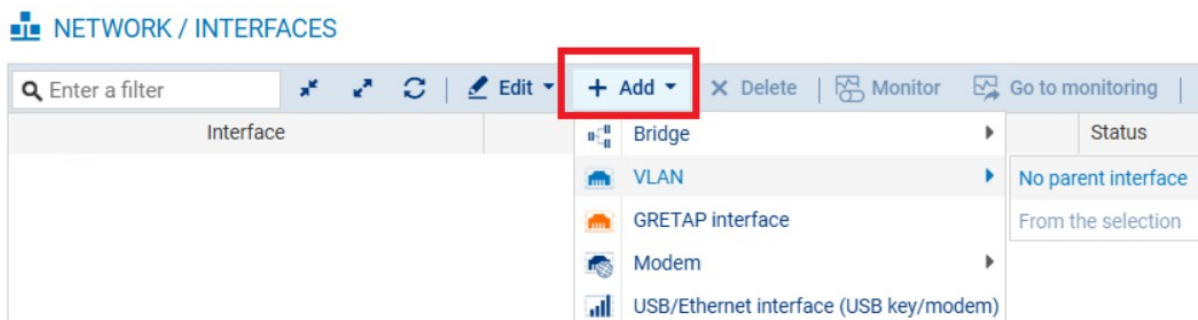 NETWORK / INTERFACES
Enter a filter | Edit + Add × Delete | Monitor Go to monitoring |
Interface Status
Bridge
VLAN No parent interface
GRETAP interface From the selection
Modem
USB/Ethernet interface (USB key/modem)